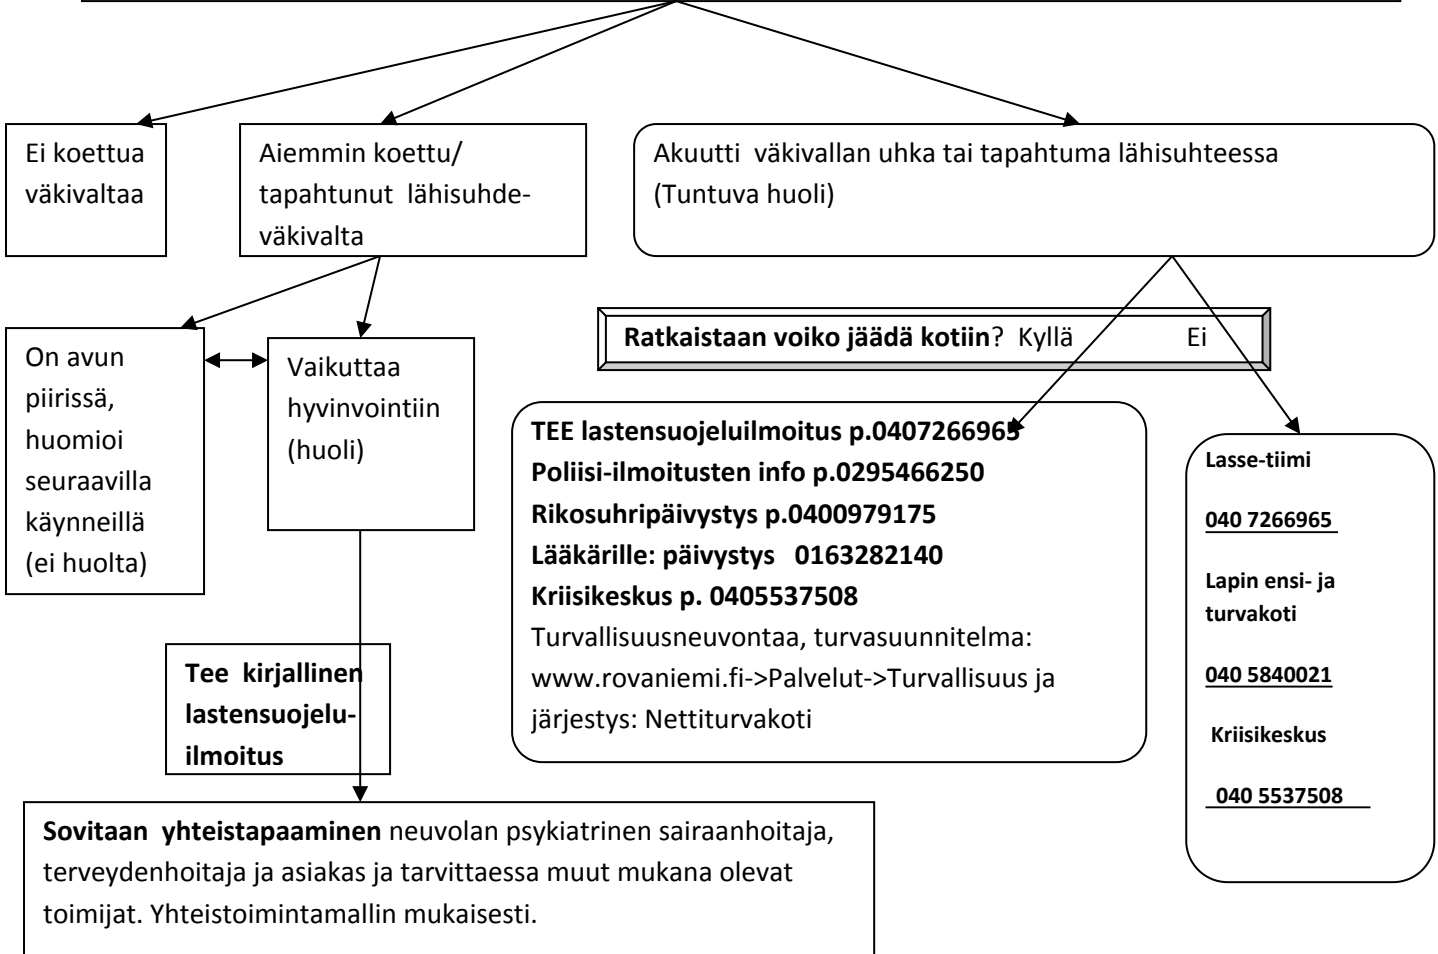 Ei koettua
väkivaltaa
Aiemmin koettu/
tapahtunut lähisuhde-
väkivalta
Akuutti väkivallan uhka tai tapahtuma lähisuhteessa
(Tuntuva huoli)
On avun
piirissä,
huomioi
seuraavilla
käynneillä
(ei huolta)
Vaikuttaa
hyvinvointiin
(huoli)
Ratkaistaan voiko jäädä kotiin? Kyllä Ei
TEE lastensuojeluilmoitus p.0407266965
Poliisi-ilmoitusten info p.0295466250
Rikosuhripäivystys p.0400979175
Lääkärille: päivystys 0163282140
Kriisikeskus p. 0405537508
Turvallisuusneuvontaa, turvasuunnitelma:
www.rovaniemi.fi->Palvelut->Turvallisuus ja
järjestys: Nettiturvakoti
Lasse-tiimi
040 7266965
Lapin ensi- ja
turvakoti
040 5840021
Kriisikeskus
040 5537508
Tee kirjallinen
lastensuojelu-
ilmoitus
Sovitaan yhteistapaaminen neuvolan psykiatrinen sairaanhoitaja,
terveydenhoitaja ja asiakas ja tarvittaessa muut mukana olevat
toimijat. Yhteistoimintamallin mukaisesti.